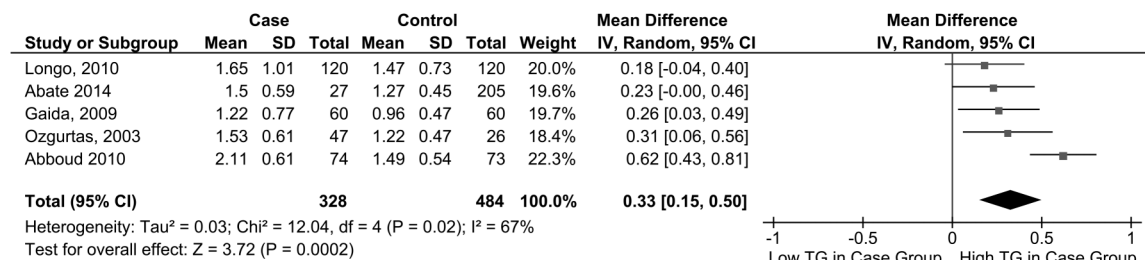 Case Control Mean Difference Mean Difference
Study or Subgroup Mean SD Total Mean SD Total Weight IV, Random, 95% CI IV, Random, 95% CI
Longo, 2010 1.65 1.01 120 1.47 0.73 120 20.0% 0.18 [-0.04, 0.40]
Abate 2014 1.5 0.59 27 1.27 0.45 205 19.6% 0.23 [-0.00, 0.46]
Gaida, 2009 1.22 0.77 60 0.96 0.47 60 19.7% 0.26 [0.03, 0.49]
Ozgurtas, 2003 1.53 0.61 47 1.22 0.47 26 18.4% 0.31 [0.06, 0.56]
Abboud 2010 2.11 0.61 74 1.49 0.54 73 22.3% 0.62 [0.43, 0.81]
Total (95% CI) 328 484 100.0% 0.33 [0.15, 0.50]
Heterogeneity: Tau² = 0.03; Chi² = 12.04, df = 4 (P = 0.02); I² = 67%
Test for overall effect: Z = 3.72 (P = 0.0002)
-1 -0.5 0 0.5 1
Low TG in Case Group High TG in Case Group